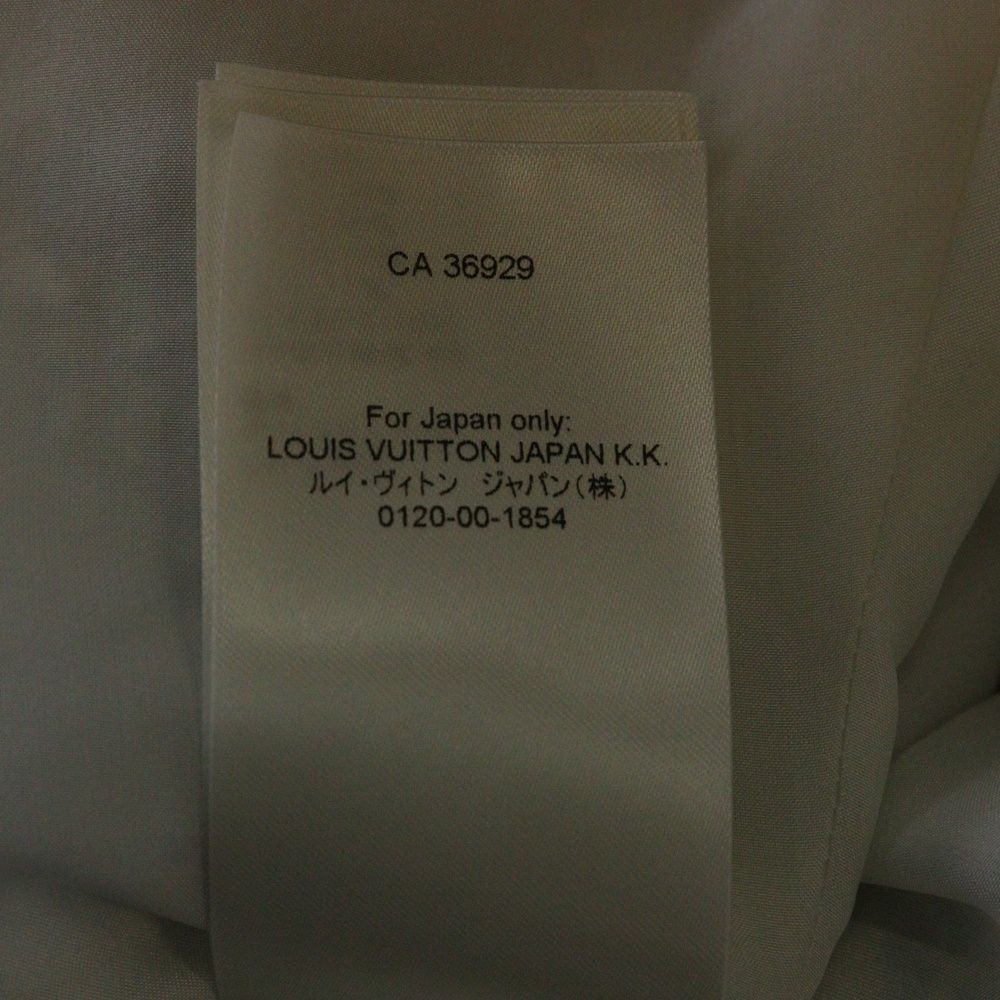 CA 36929
For Japan only:
LOUIS VUITTON JAPAN K.K.
ルイ・ヴィトン ジャパン(株)
0120-00-1854